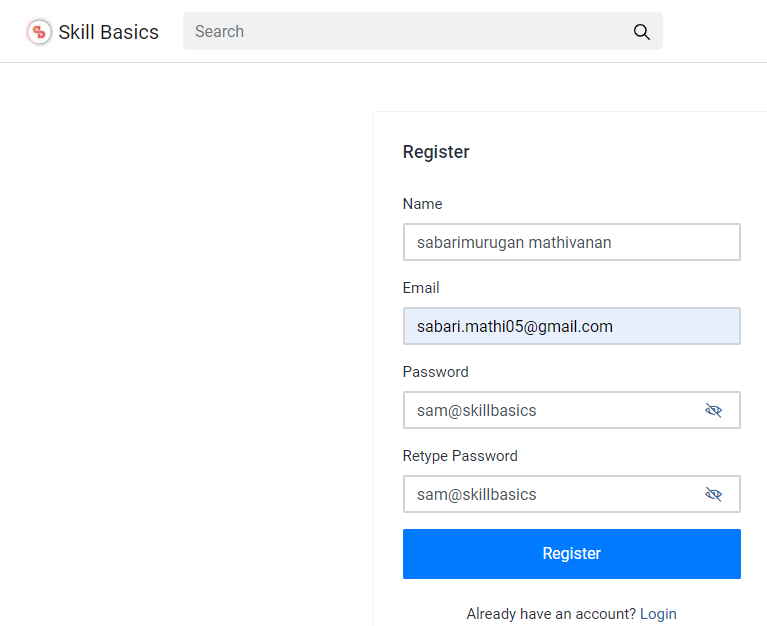 Skill Basics
Search
Register
Name
sabarimurugan mathivanan
Email
sabari.mathi05@gmail.com
Password
sam@skillbasics
Retype Password
sam@skillbasics
Register
Already have an account? Login